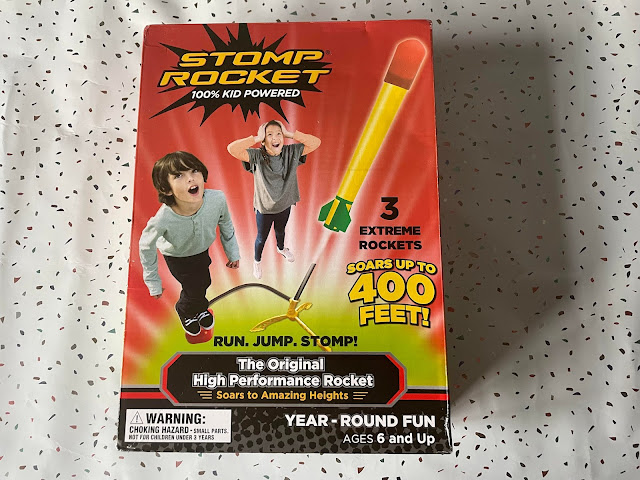 STOMP®
ROCKET
100% KID POWERED
3
EXTREME
ROCKETS
SOARS UP TO
400
FEET!
RUN. JUMP. STOMP!
The Original
High Performance Rocket
Soars to Amazing Heights
WARNING:
CHOKING HAZARD - SMALL PARTS.
NOT FOR CHILDREN UNDER 3 YEARS
YEAR - ROUND FUN
AGES 6 and Up